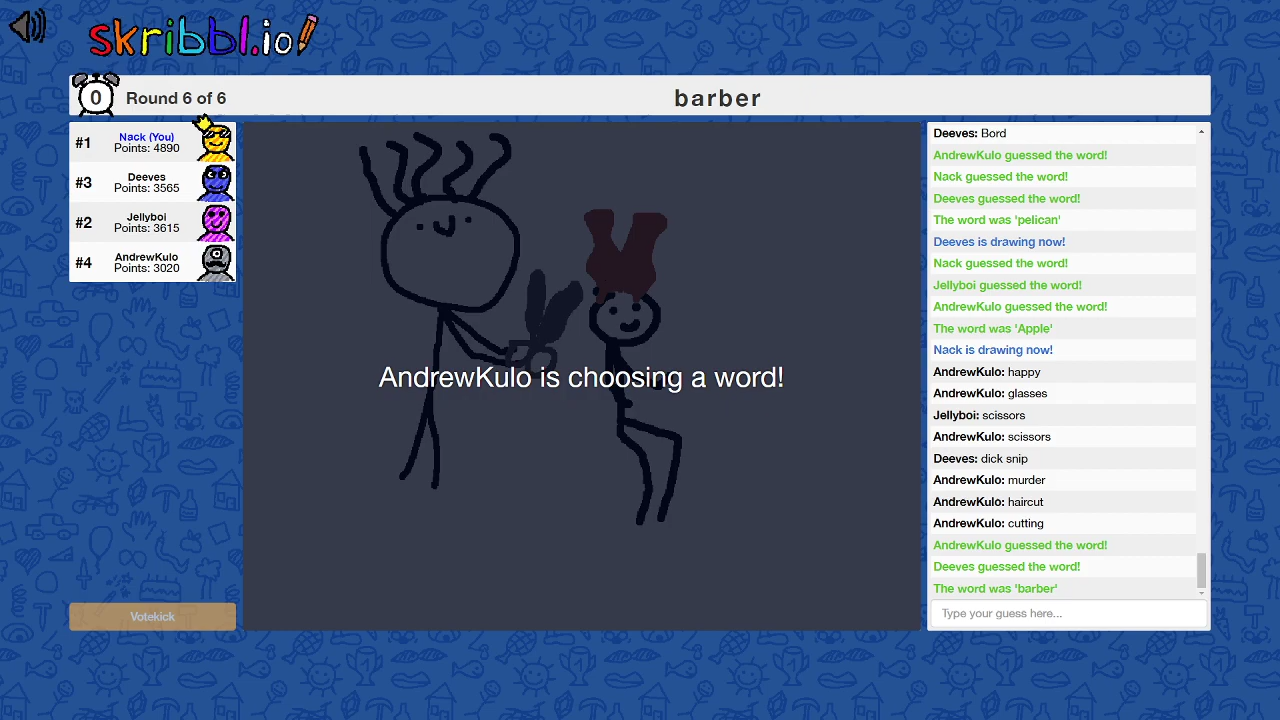 skribbl.io
0
Round 6 of 6
barber
#1
Nack (You)
Points: 4890
#3
Deeves
Points: 3565
#2
Jellyboi
Points: 3615
#4
AndrewKulo
Points: 3020
Votekick
AndrewKulo is choosing a word!
Deeves: Bord
AndrewKulo guessed the word!
Nack guessed the word!
Deeves guessed the word!
The word was 'pelican'
Deeves is drawing now!
Nack guessed the word!
Jellyboi guessed the word!
AndrewKulo guessed the word!
The word was 'Apple'
Nack is drawing now!
AndrewKulo: happy
AndrewKulo: glasses
Jellyboi: scissors
AndrewKulo: scissors
Deeves: dick snip
AndrewKulo: murder
AndrewKulo: haircut
AndrewKulo: cutting
AndrewKulo guessed the word!
Deeves guessed the word!
The word was 'barber'
Type your guess here...